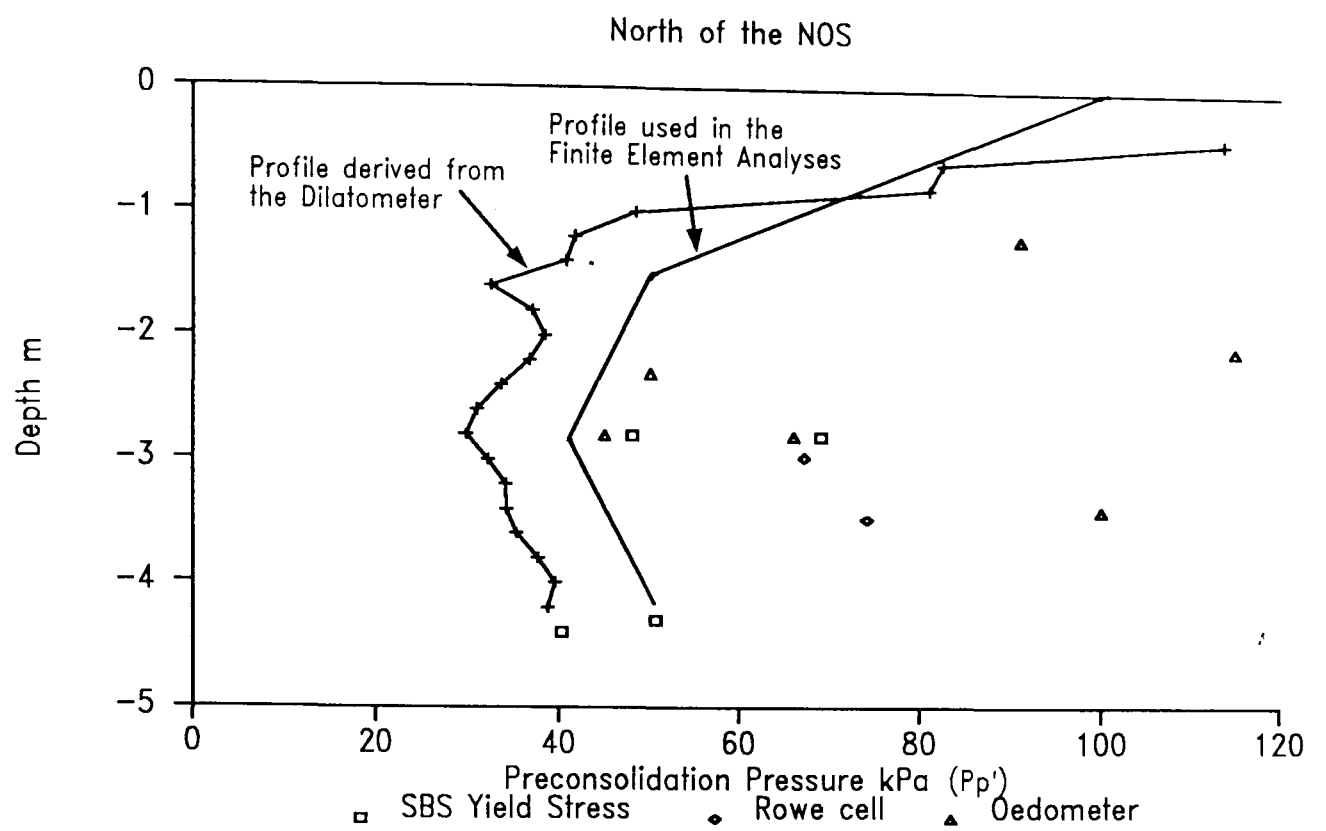 North of the NOS
0
Profile used in the
Finite Element Analyses
Profile derived from
the Dilatometer
-1
-2
-3
-4
-5
Depth m
0 20 40 60 80 100 120
Preconsolidation Pressure kPa (Pp')
SBS Yield Stress Rowe cell Oedometer